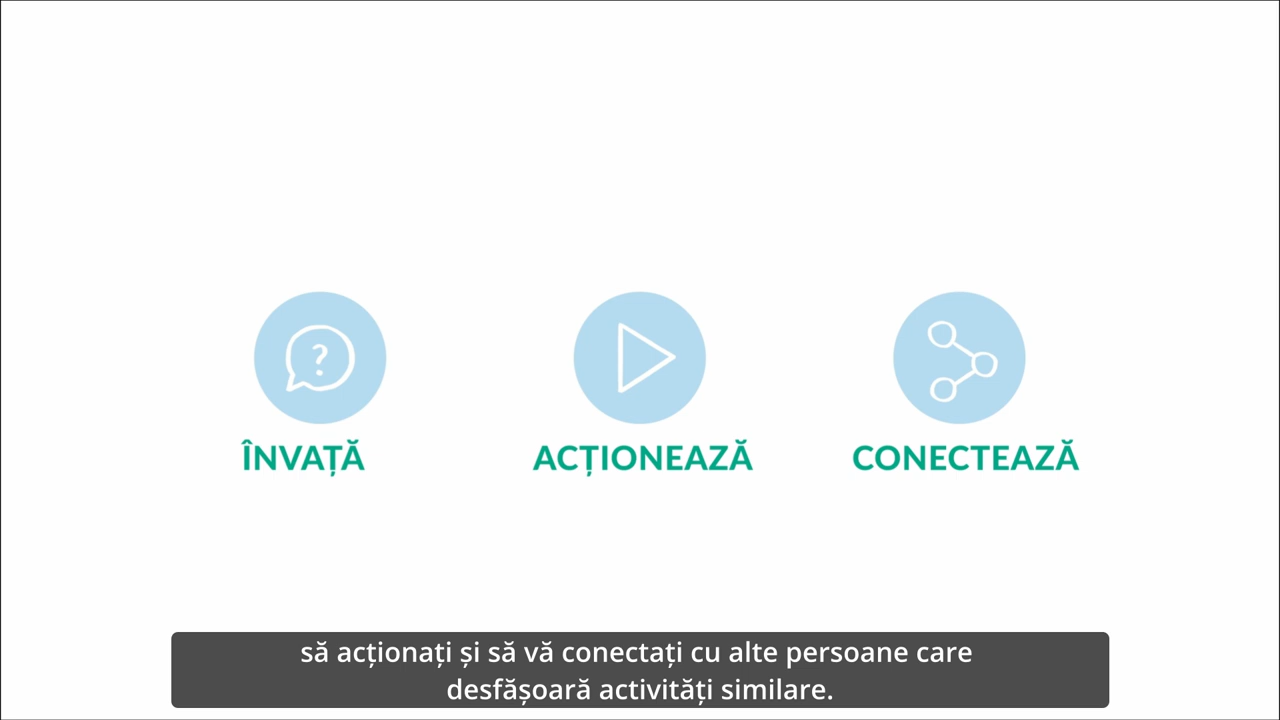 ?
ÎNVAȚĂ
ACȚIONEAZĂ
CONECTEAZĂ
să acționați și să vă conectați cu alte persoane care
desfășoară activități similare.